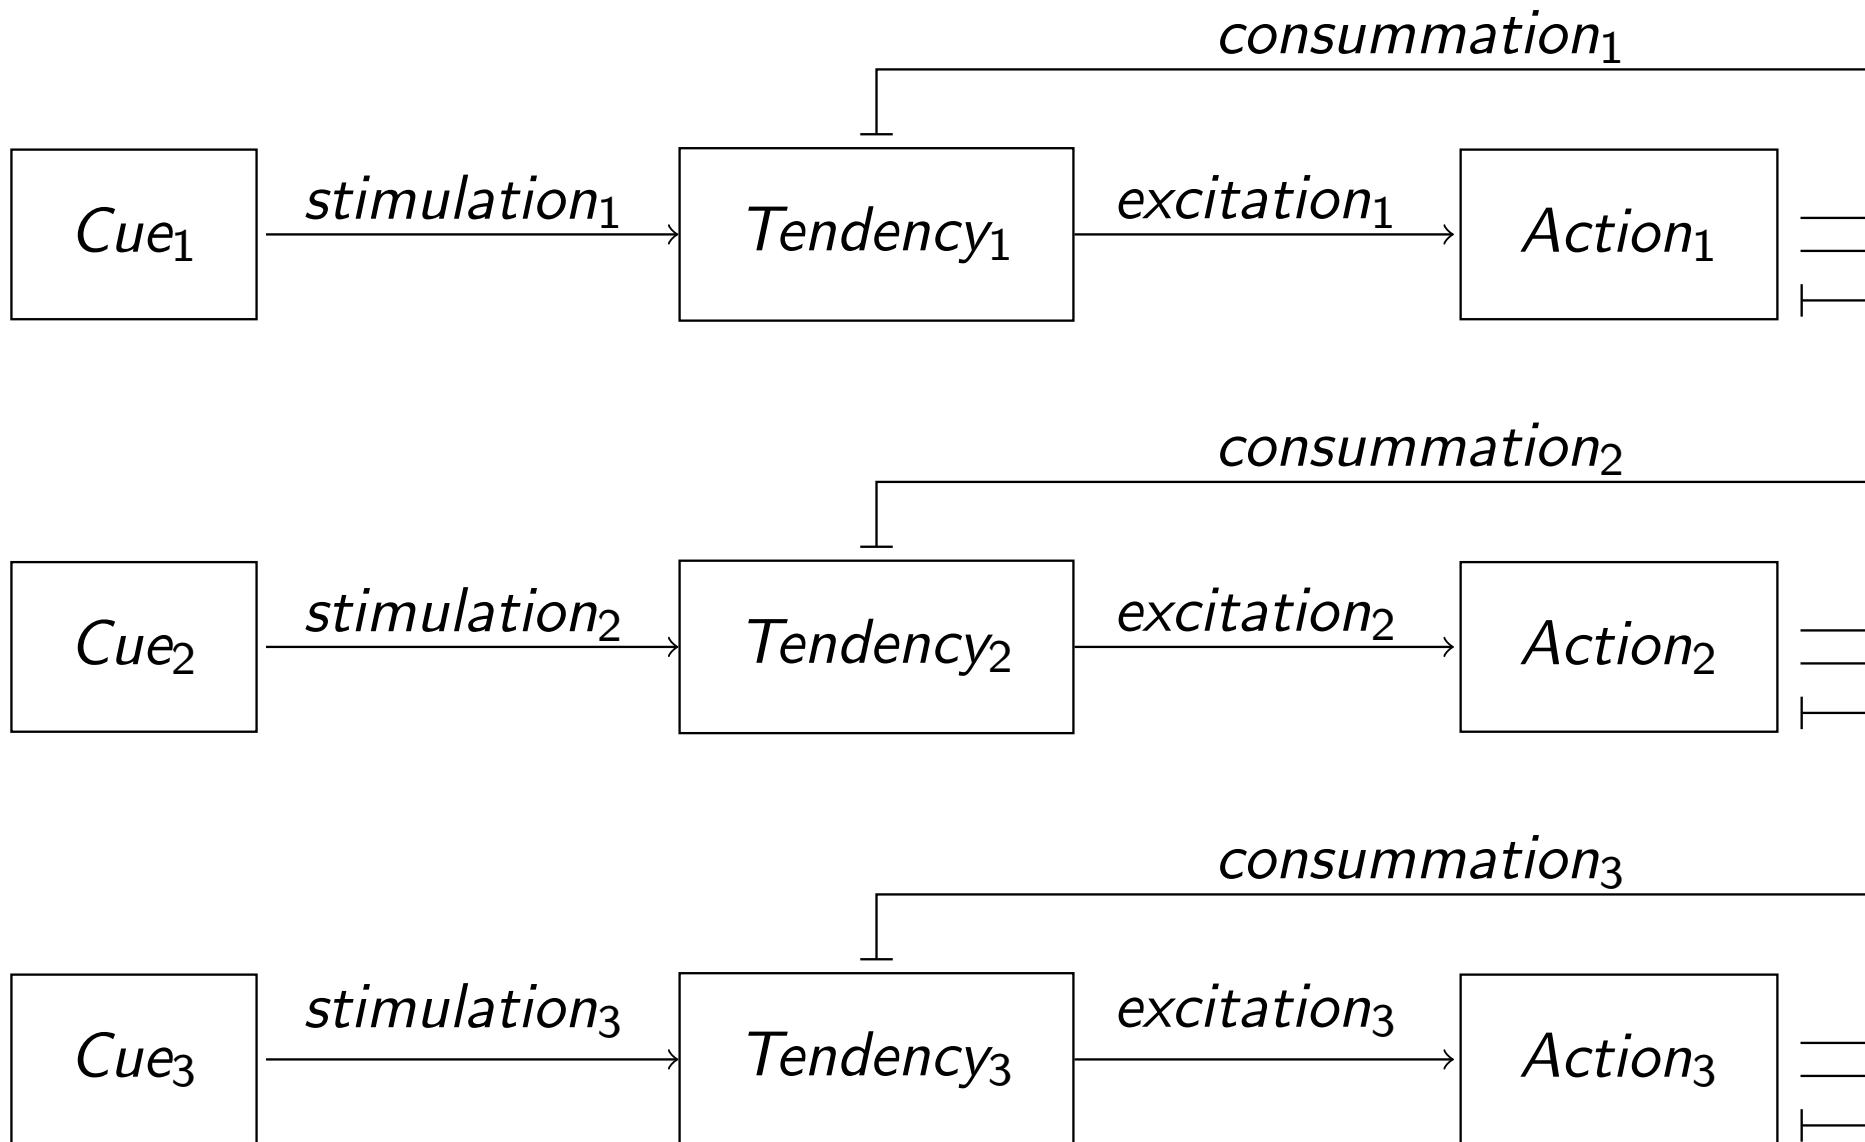 consummation₁
Cue₁ stimulation₁ Tendency₁ excitation₁ Action₁
consummation₂
Cue₂ stimulation₂ Tendency₂ excitation₂ Action₂
consummation₃
Cue₃ stimulation₃ Tendency₃ excitation₃ Action₃